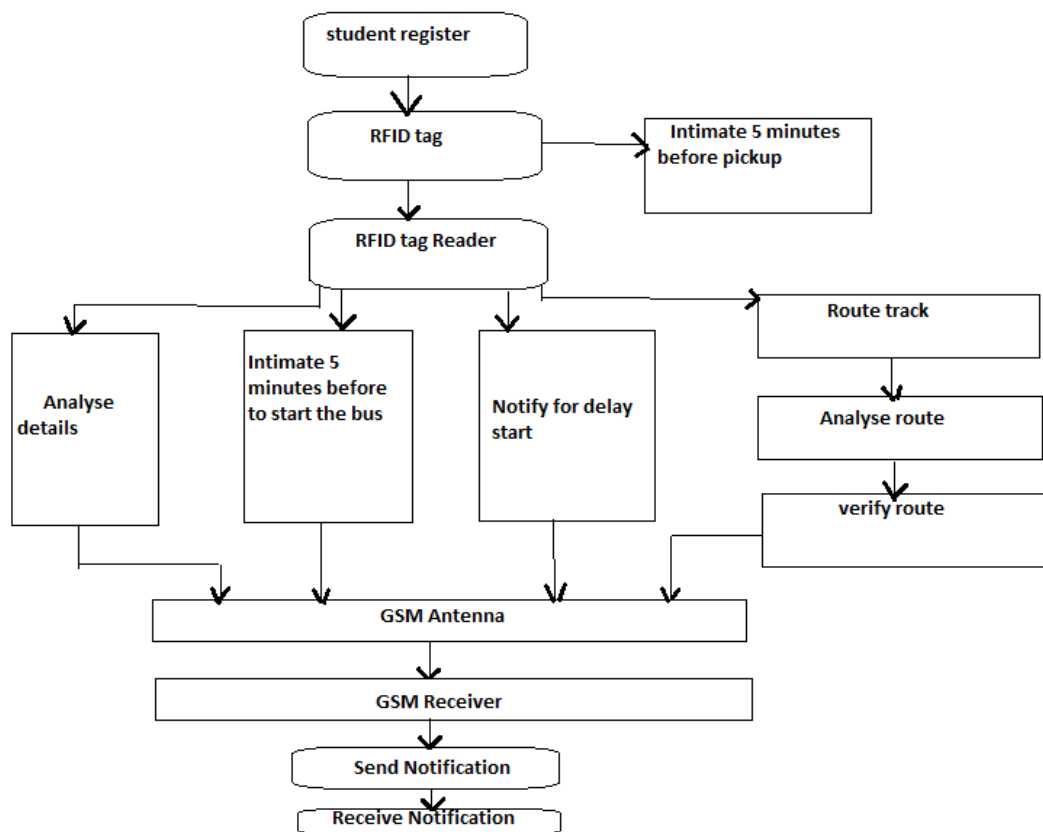 student register
RFID tag
Intimate 5 minutes
before pickup
RFID tag Reader
Route track
Analyse
details
Intimate 5
minutes before
to start the bus
Notify for delay
start
Analyse route
verify route
GSM Antenna
GSM Receiver
Send Notification
Receive Notification